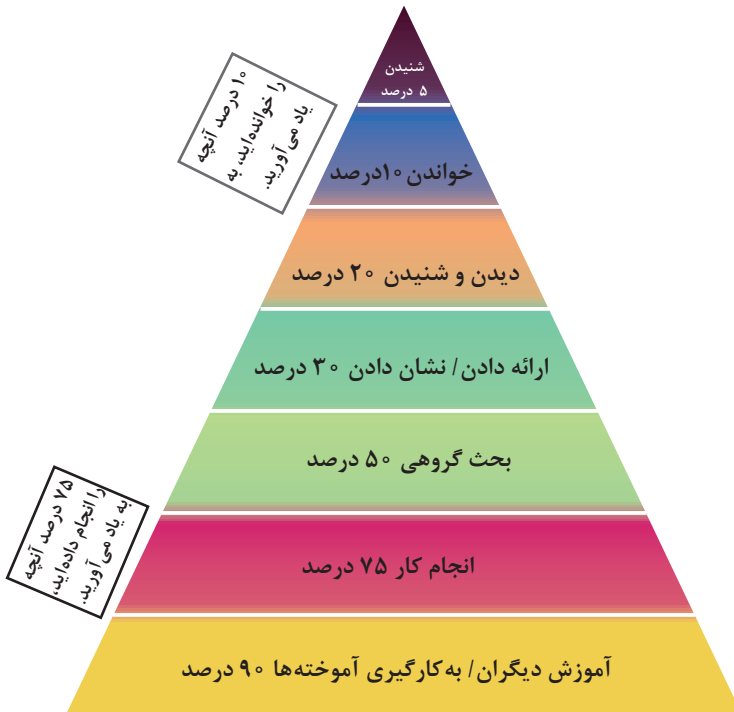 شنیدن
۵ درصد
۱۰ درصد آنچه
را خوانده‌اید، به
یاد می‌آورید.
خواندن ۱۰درصد
دیدن و شنیدن ۲۰ درصد
ارائه دادن/ نشان دادن ۳۰ درصد
بحث گروهی ۵۰ درصد
۷۵ درصد آنچه
را انجام داده‌اید،
به یاد می‌آورید.
انجام کار ۷۵ درصد
آموزش دیگران/ به‌کارگیری آموخته‌ها ۹۰ درصد